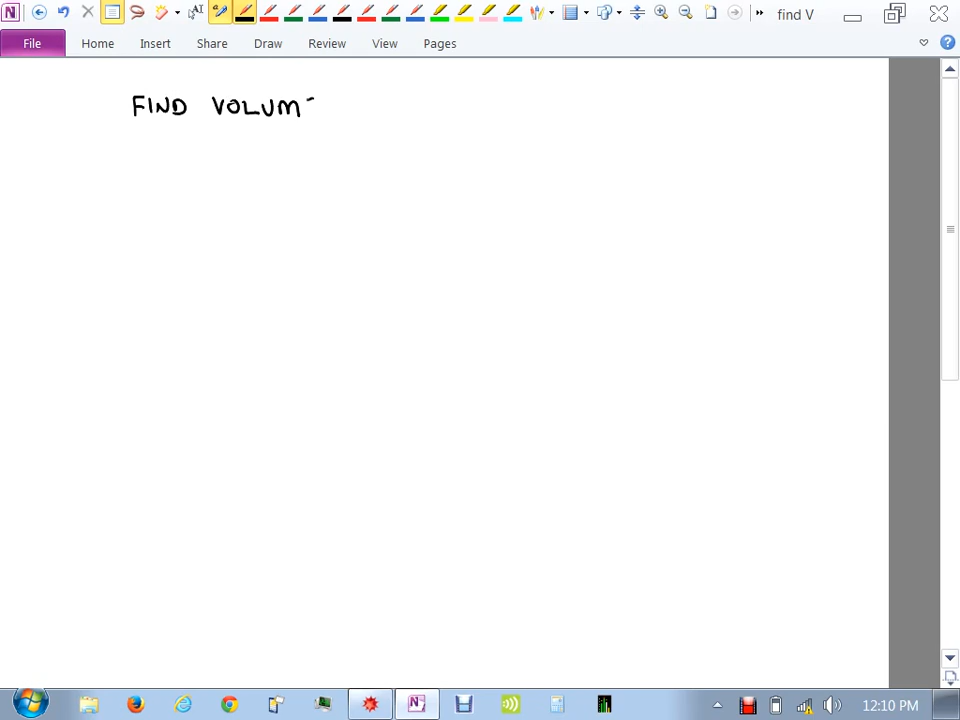 find V
File Home Insert Share Draw Review View Pages
FIND VOLUM
12:10 PM